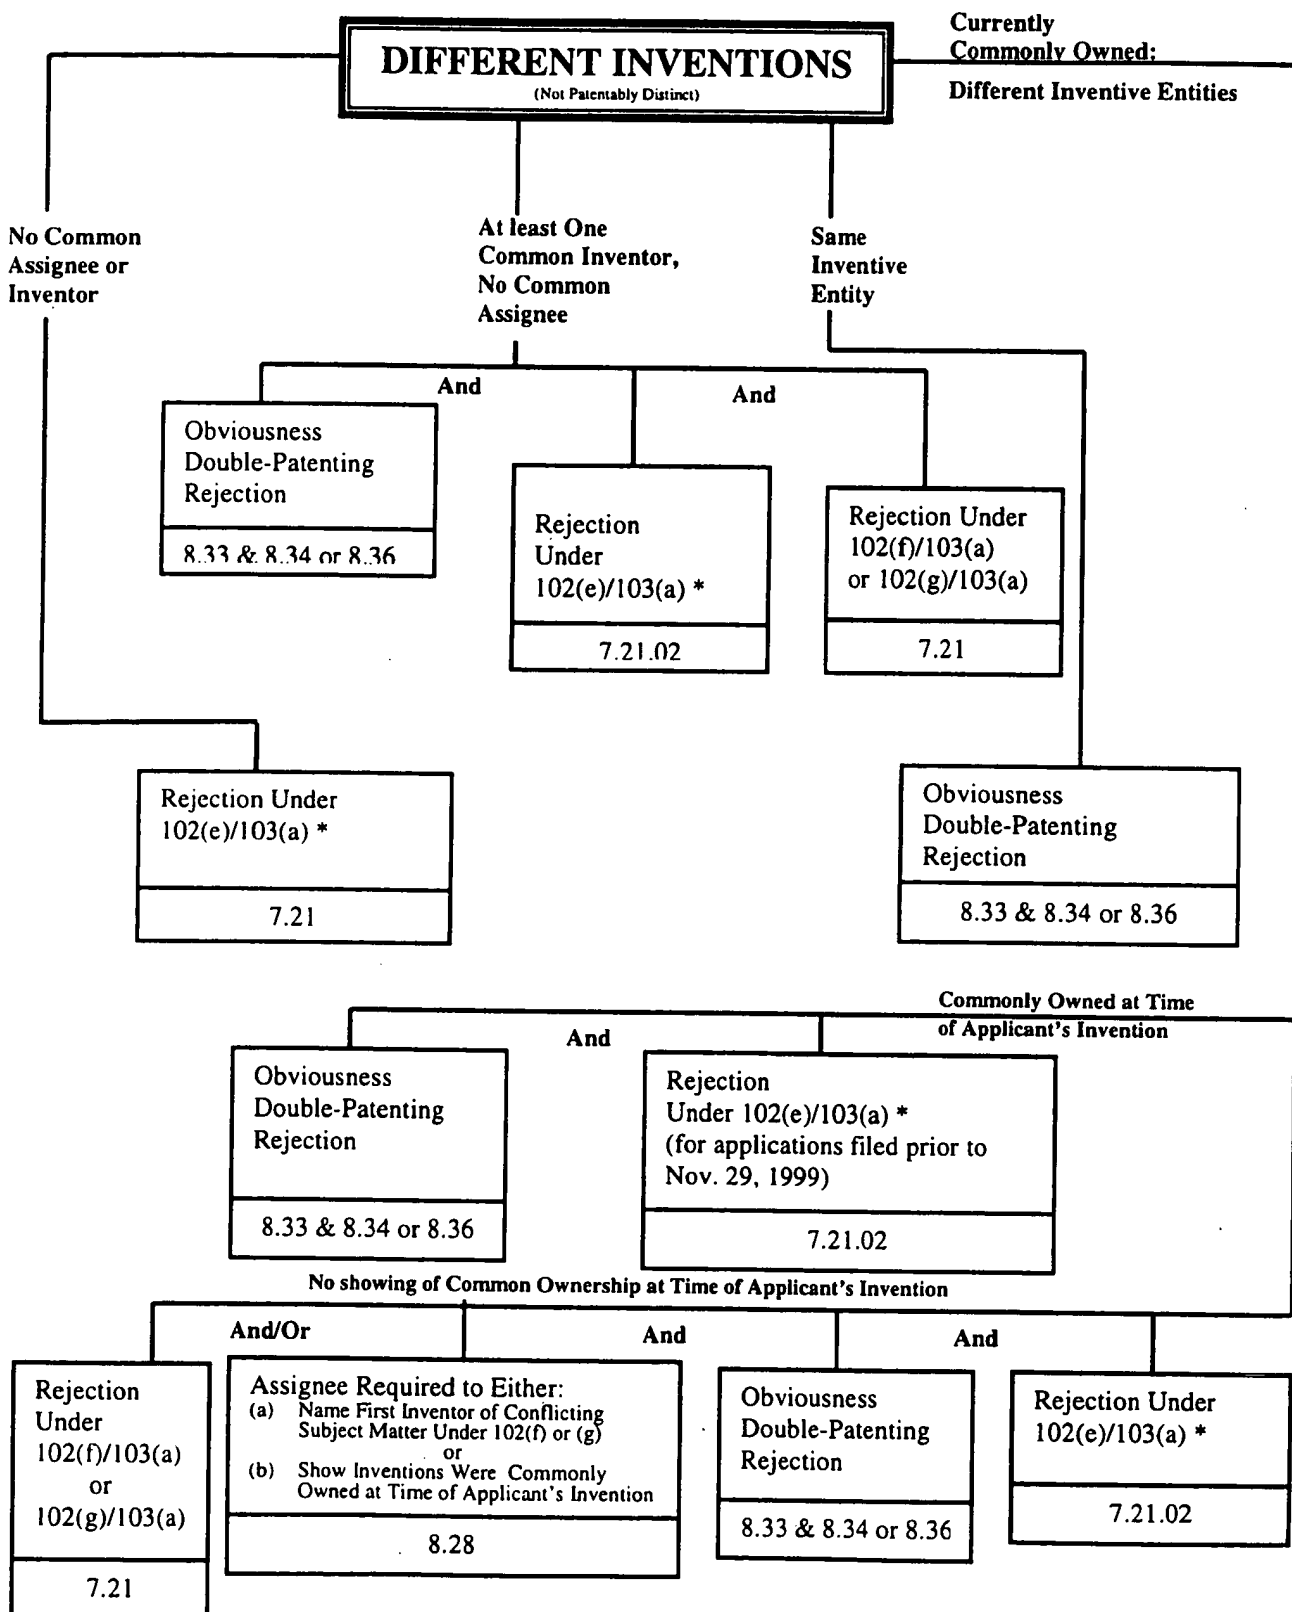 DIFFERENT INVENTIONS
(Not Patentably Distinct)
Currently
Commonly Owned:
Different Inventive Entities
No Common
Assignee or
Inventor
At least One
Common Inventor,
No Common
Assignee
Same
Inventive
Entity
And
And
Obviousness
Double-Patenting
Rejection
8.33 & 8.34 or 8.36
Rejection
Under
102(e)/103(a) *
7.21.02
Rejection Under
102(f)/103(a)
or 102(g)/103(a)
7.21
Rejection Under
102(e)/103(a) *
7.21
Obviousness
Double-Patenting
Rejection
8.33 & 8.34 or 8.36
Commonly Owned at Time
of Applicant's Invention
And
Obviousness
Double-Patenting
Rejection
8.33 & 8.34 or 8.36
Rejection
Under 102(e)/103(a) *
(for applications filed prior to
Nov. 29, 1999)
7.21.02
No showing of Common Ownership at Time of Applicant's Invention
And/Or
And
And
Rejection
Under
102(f)/103(a)
or
102(g)/103(a)
7.21
Assignee Required to Either:
(a) Name First Inventor of Conflicting
Subject Matter Under 102(f) or (g)
or
(b) Show Inventions Were Commonly
Owned at Time of Applicant's Invention
8.28
Obviousness
Double-Patenting
Rejection
8.33 & 8.34 or 8.36
Rejection Under
102(e)/103(a) *
7.21.02